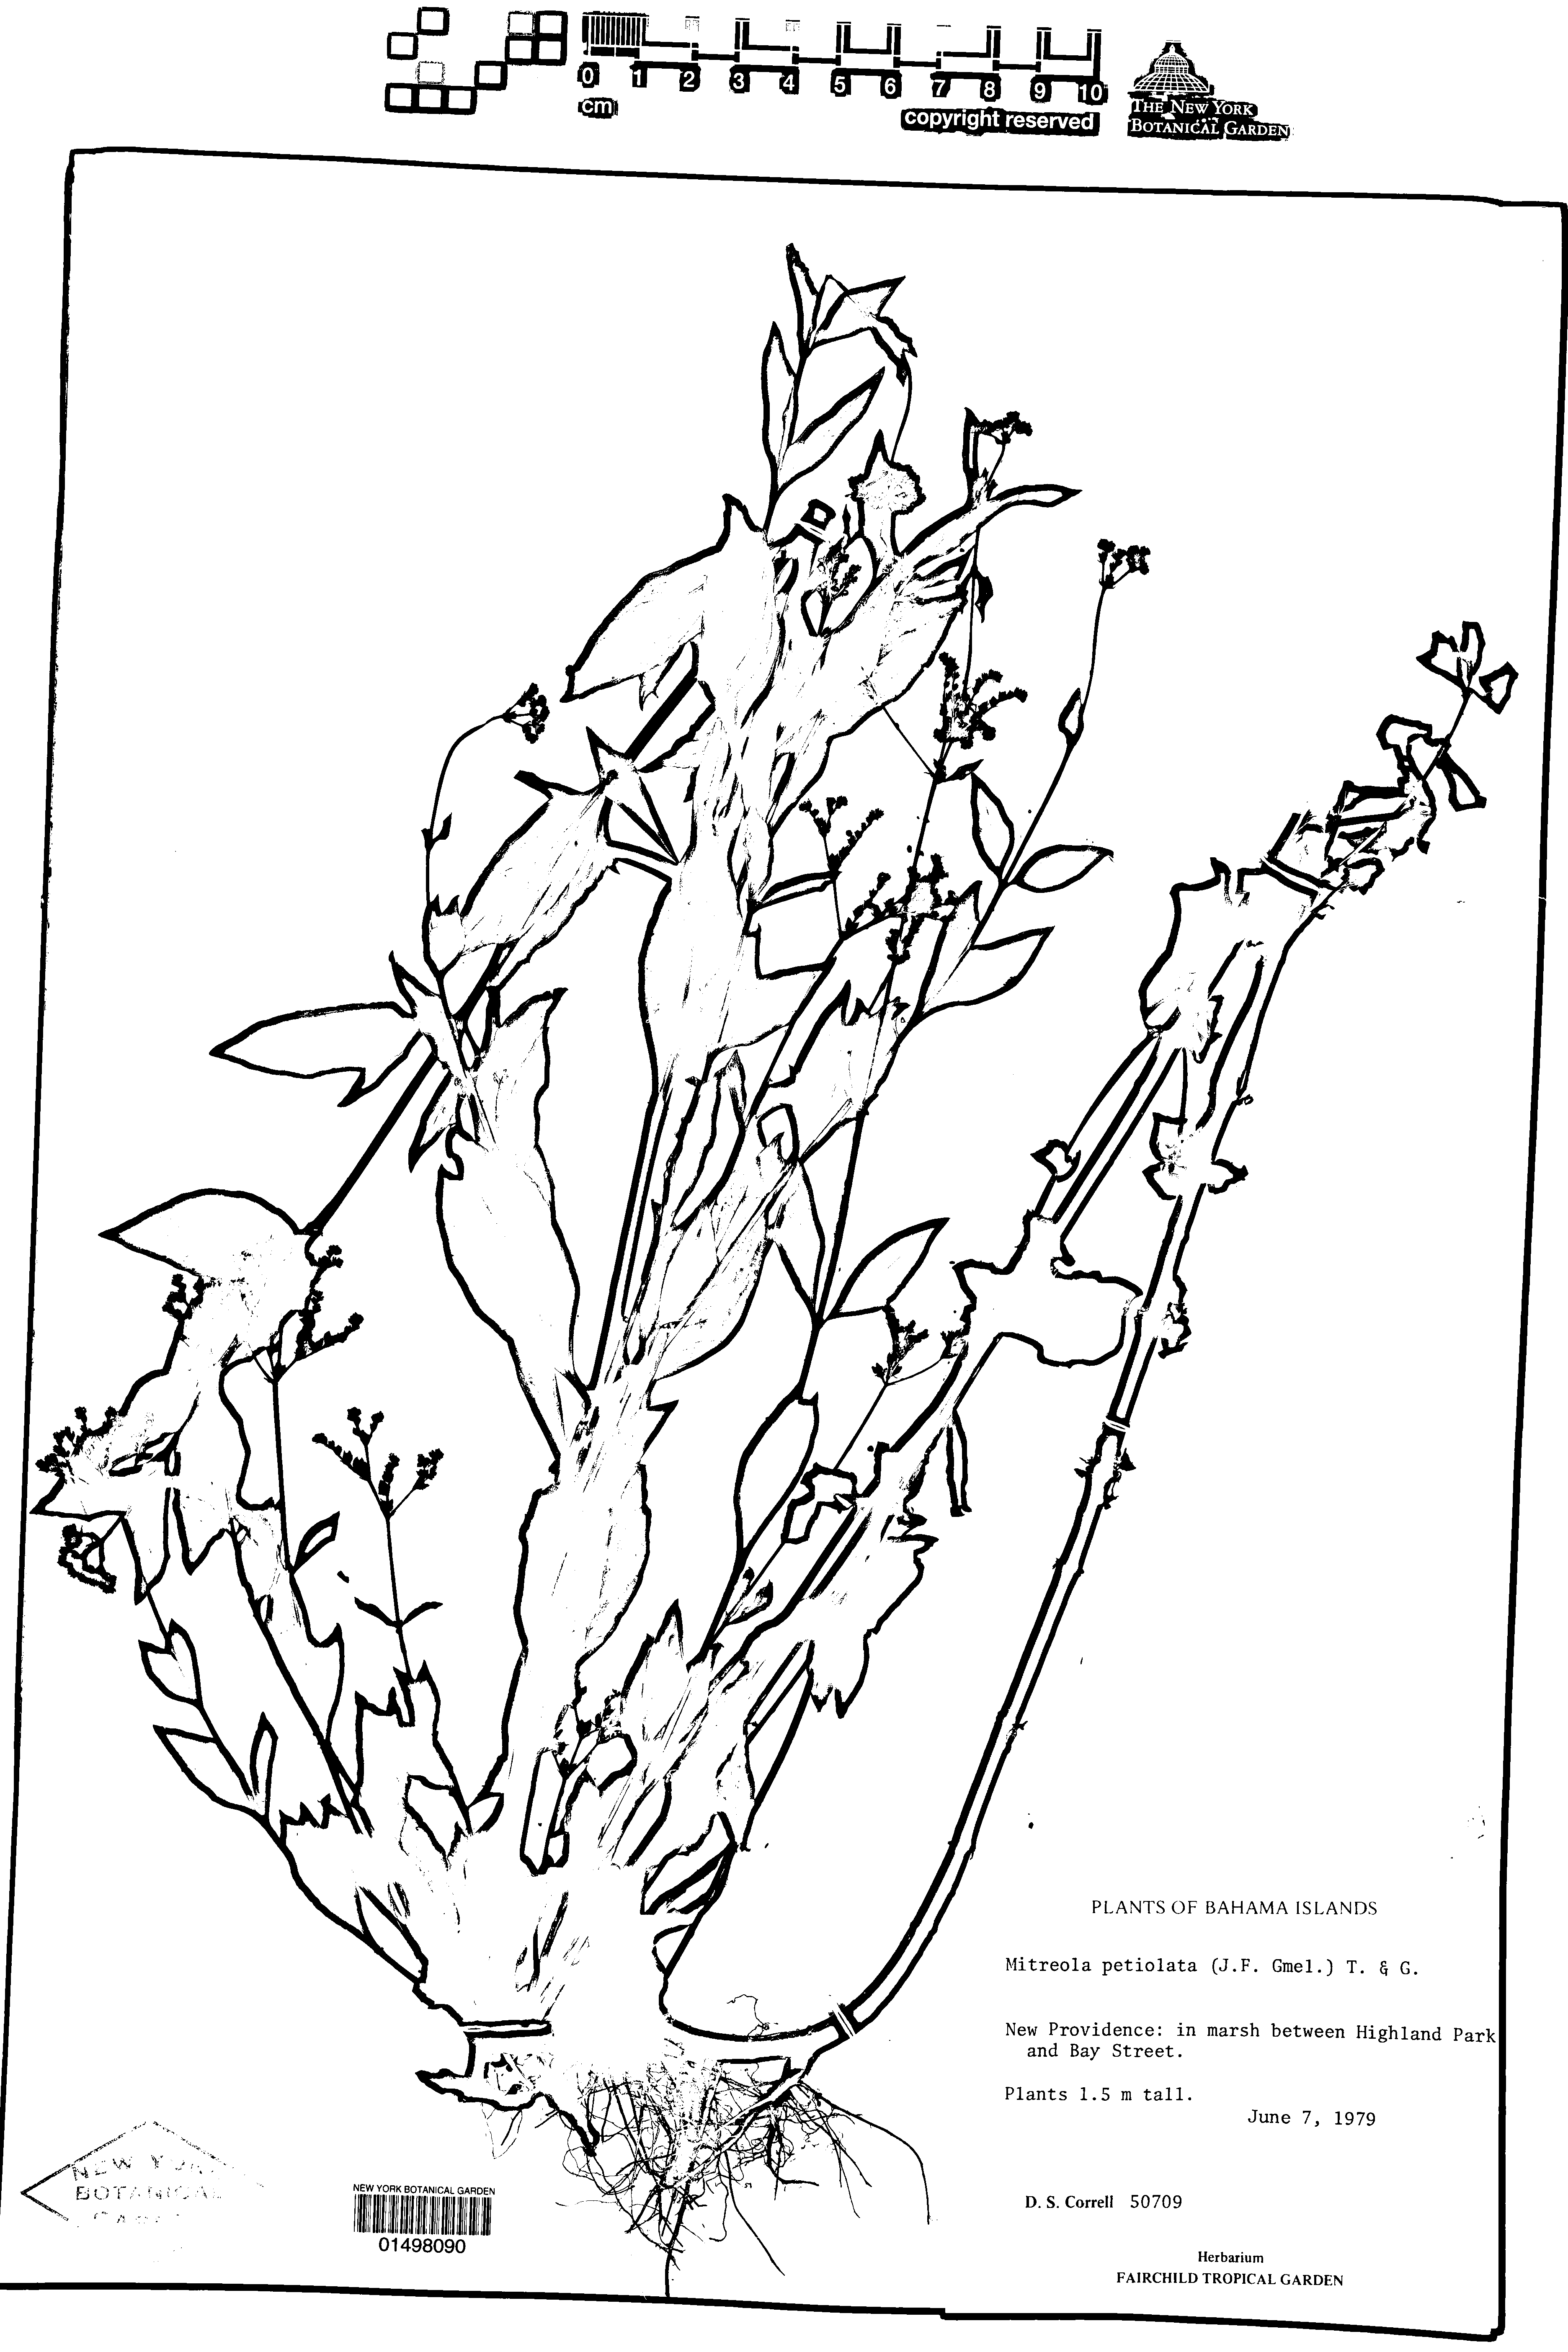 0 1 2 3 4 5 6 7 8 9 10
cm
copyright reserved
THE NEW YORK
BOTANICAL GARDEN
PLANTS OF BAHAMA ISLANDS
Mitreola petiolata (J.F. Gmel.) T. & G.
New Providence: in marsh between Highland Park
and Bay Street.
Plants 1.5 m tall.
June 7, 1979
D. S. Correll 50709
Herbarium
FAIRCHILD TROPICAL GARDEN
NEW YORK BOTANICAL GARDEN
01498090
NEW
BOTANICAL